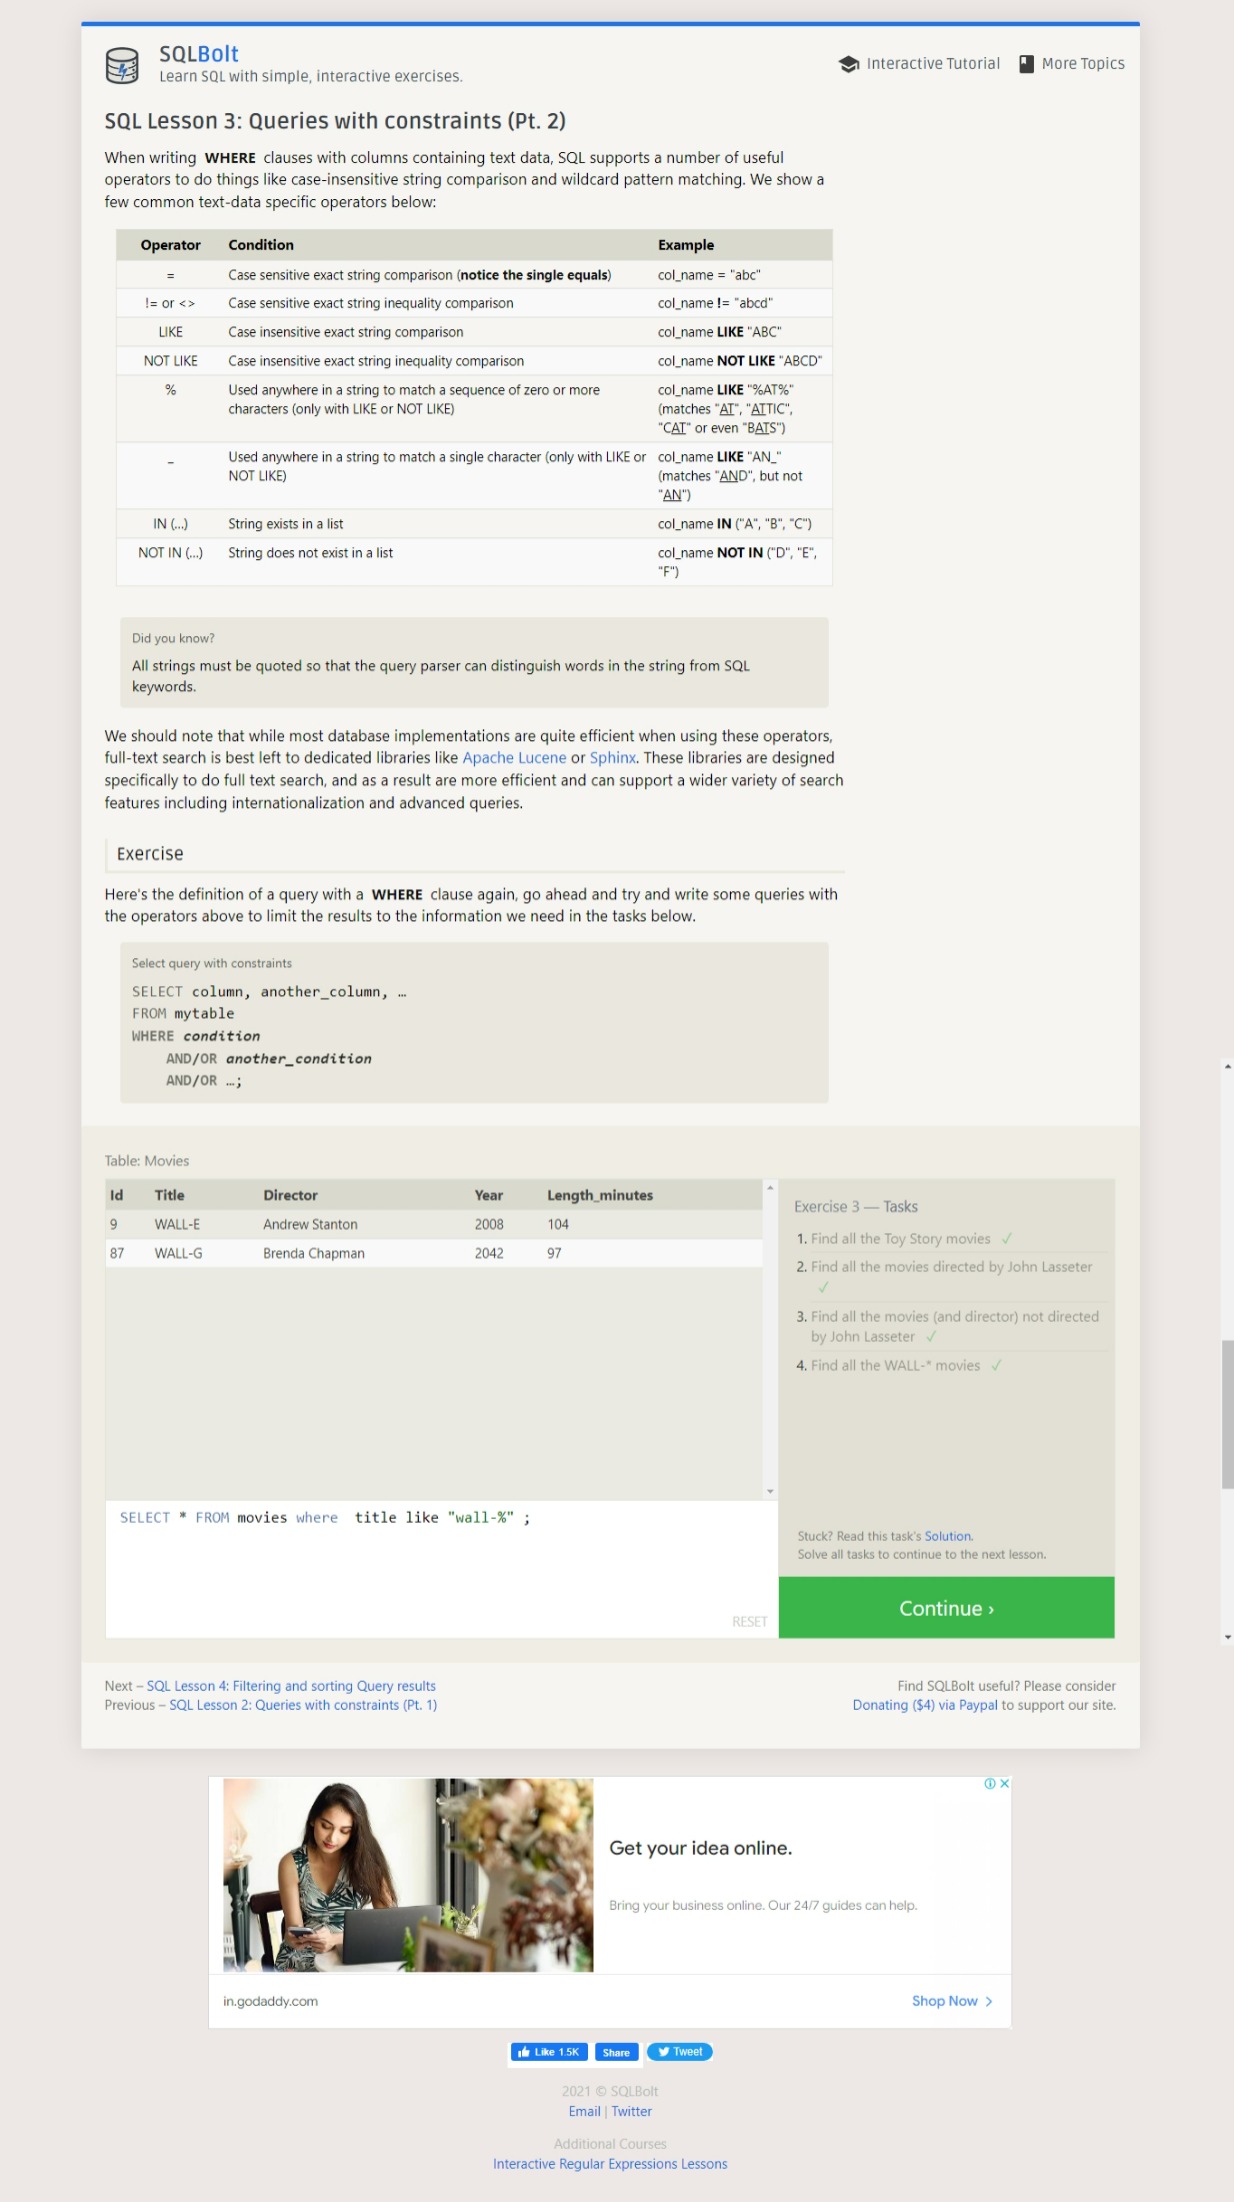 SQLBolt
Learn SQL with simple, interactive exercises.
Interactive Tutorial
More Topics
SQL Lesson 3: Queries with constraints (Pt. 2)
When writing WHERE clauses with columns containing text data, SQL supports a number of useful
operators to do things like case-insensitive string comparison and wildcard pattern matching. We show a
few common text-data specific operators below:
Operator Condition Example
= Case sensitive exact string comparison (notice the single equals) col_name = "abc"
!= or <> Case sensitive exact string inequality comparison col_name != "abcd"
LIKE Case insensitive exact string comparison col_name LIKE "ABC"
NOT LIKE Case insensitive exact string inequality comparison col_name NOT LIKE "ABCD"
% Used anywhere in a string to match a sequence of zero or more col_name LIKE "%AT%"
characters (only with LIKE or NOT LIKE) (matches "AT", "ATTIC",
"CAT" or even "BATS")
_ Used anywhere in a string to match a single character (only with LIKE or col_name LIKE "AN_"
NOT LIKE) (matches "AND", but not
"AN")
IN (...) String exists in a list col_name IN ("A", "B", "C")
NOT IN (...) String does not exist in a list col_name NOT IN ("D", "E",
"F")
Did you know?
All strings must be quoted so that the query parser can distinguish words in the string from SQL
keywords.
We should note that while most database implementations are quite efficient when using these operators,
full-text search is best left to dedicated libraries like Apache Lucene or Sphinx. These libraries are designed
specifically to do full text search, and as a result are more efficient and can support a wider variety of search
features including internationalization and advanced queries.
Exercise
Here's the definition of a query with a WHERE clause again, go ahead and try and write some queries with
the operators above to limit the results to the information we need in the tasks below.
Select query with constraints
SELECT column, another_column, …
FROM mytable
WHERE condition
AND/OR another_condition
AND/OR …;
Table: Movies
Id Title Director Year Length_minutes
9 WALL-E Andrew Stanton 2008 104
87 WALL-G Brenda Chapman 2042 97
SELECT * FROM movies where  title like "wall-%" ;
RESET
Exercise 3 — Tasks
1. Find all the Toy Story movies ✓
2. Find all the movies directed by John Lasseter
✓
3. Find all the movies (and director) not directed
by John Lasseter ✓
4. Find all the WALL-* movies ✓
Stuck? Read this task's Solution.
Solve all tasks to continue to the next lesson.
Continue ›
Next – SQL Lesson 4: Filtering and sorting Query results
Previous – SQL Lesson 2: Queries with constraints (Pt. 1)
Find SQLBolt useful? Please consider
Donating ($4) via Paypal to support our site.
Get your idea online.
Bring your business online. Our 24/7 guides can help.
in.godaddy.com
Shop Now >
Like 1.5K
Share
Tweet
2021 © SQLBolt
Email | Twitter
Additional Courses
Interactive Regular Expressions Lessons